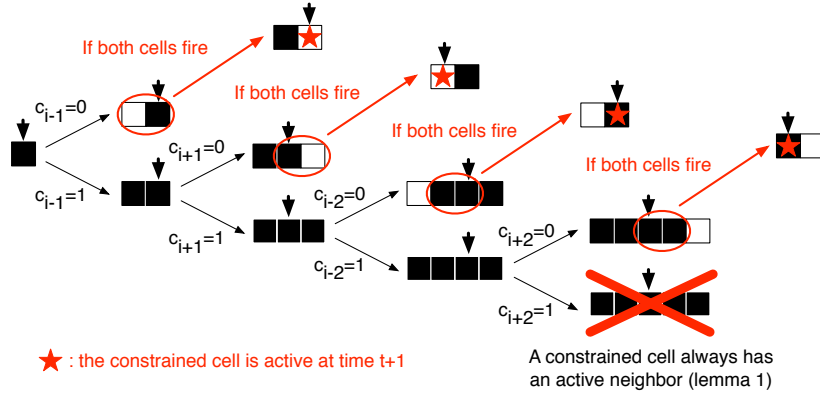 If both cells fire
If both cells fire
c_{i-1}=0
If both cells fire
c_{i+1}=0
If both cells fire
c_{i-1}=1
c_{i-2}=0
c_{i+1}=1
c_{i+2}=0
c_{i-2}=1
c_{i+2}=1
: the constrained cell is active at time t+1
A constrained cell always has
an active neighbor (lemma 1)